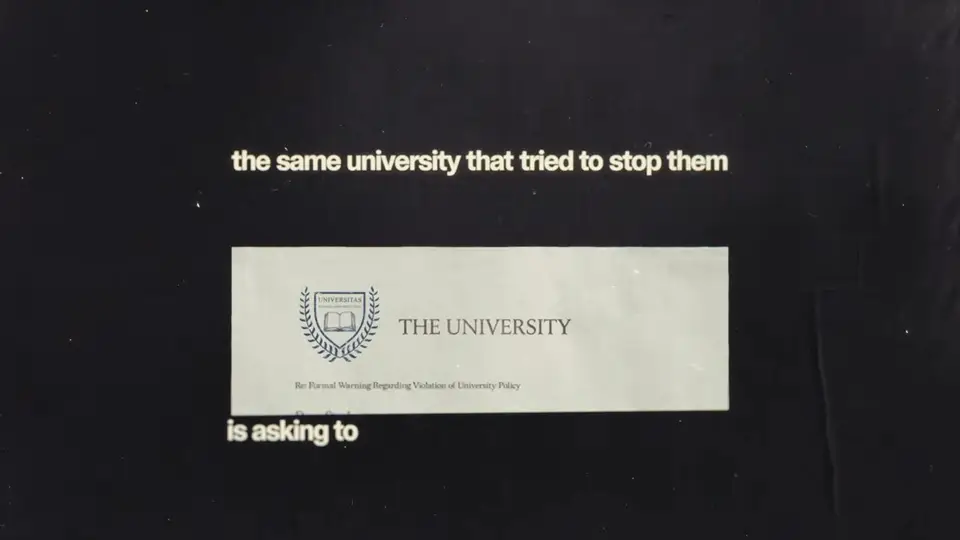 the same university that tried to stop them
UNIVERSITAS
THE UNIVERSITY
Re: Formal Warning Regarding Violation of University Policy
is asking to